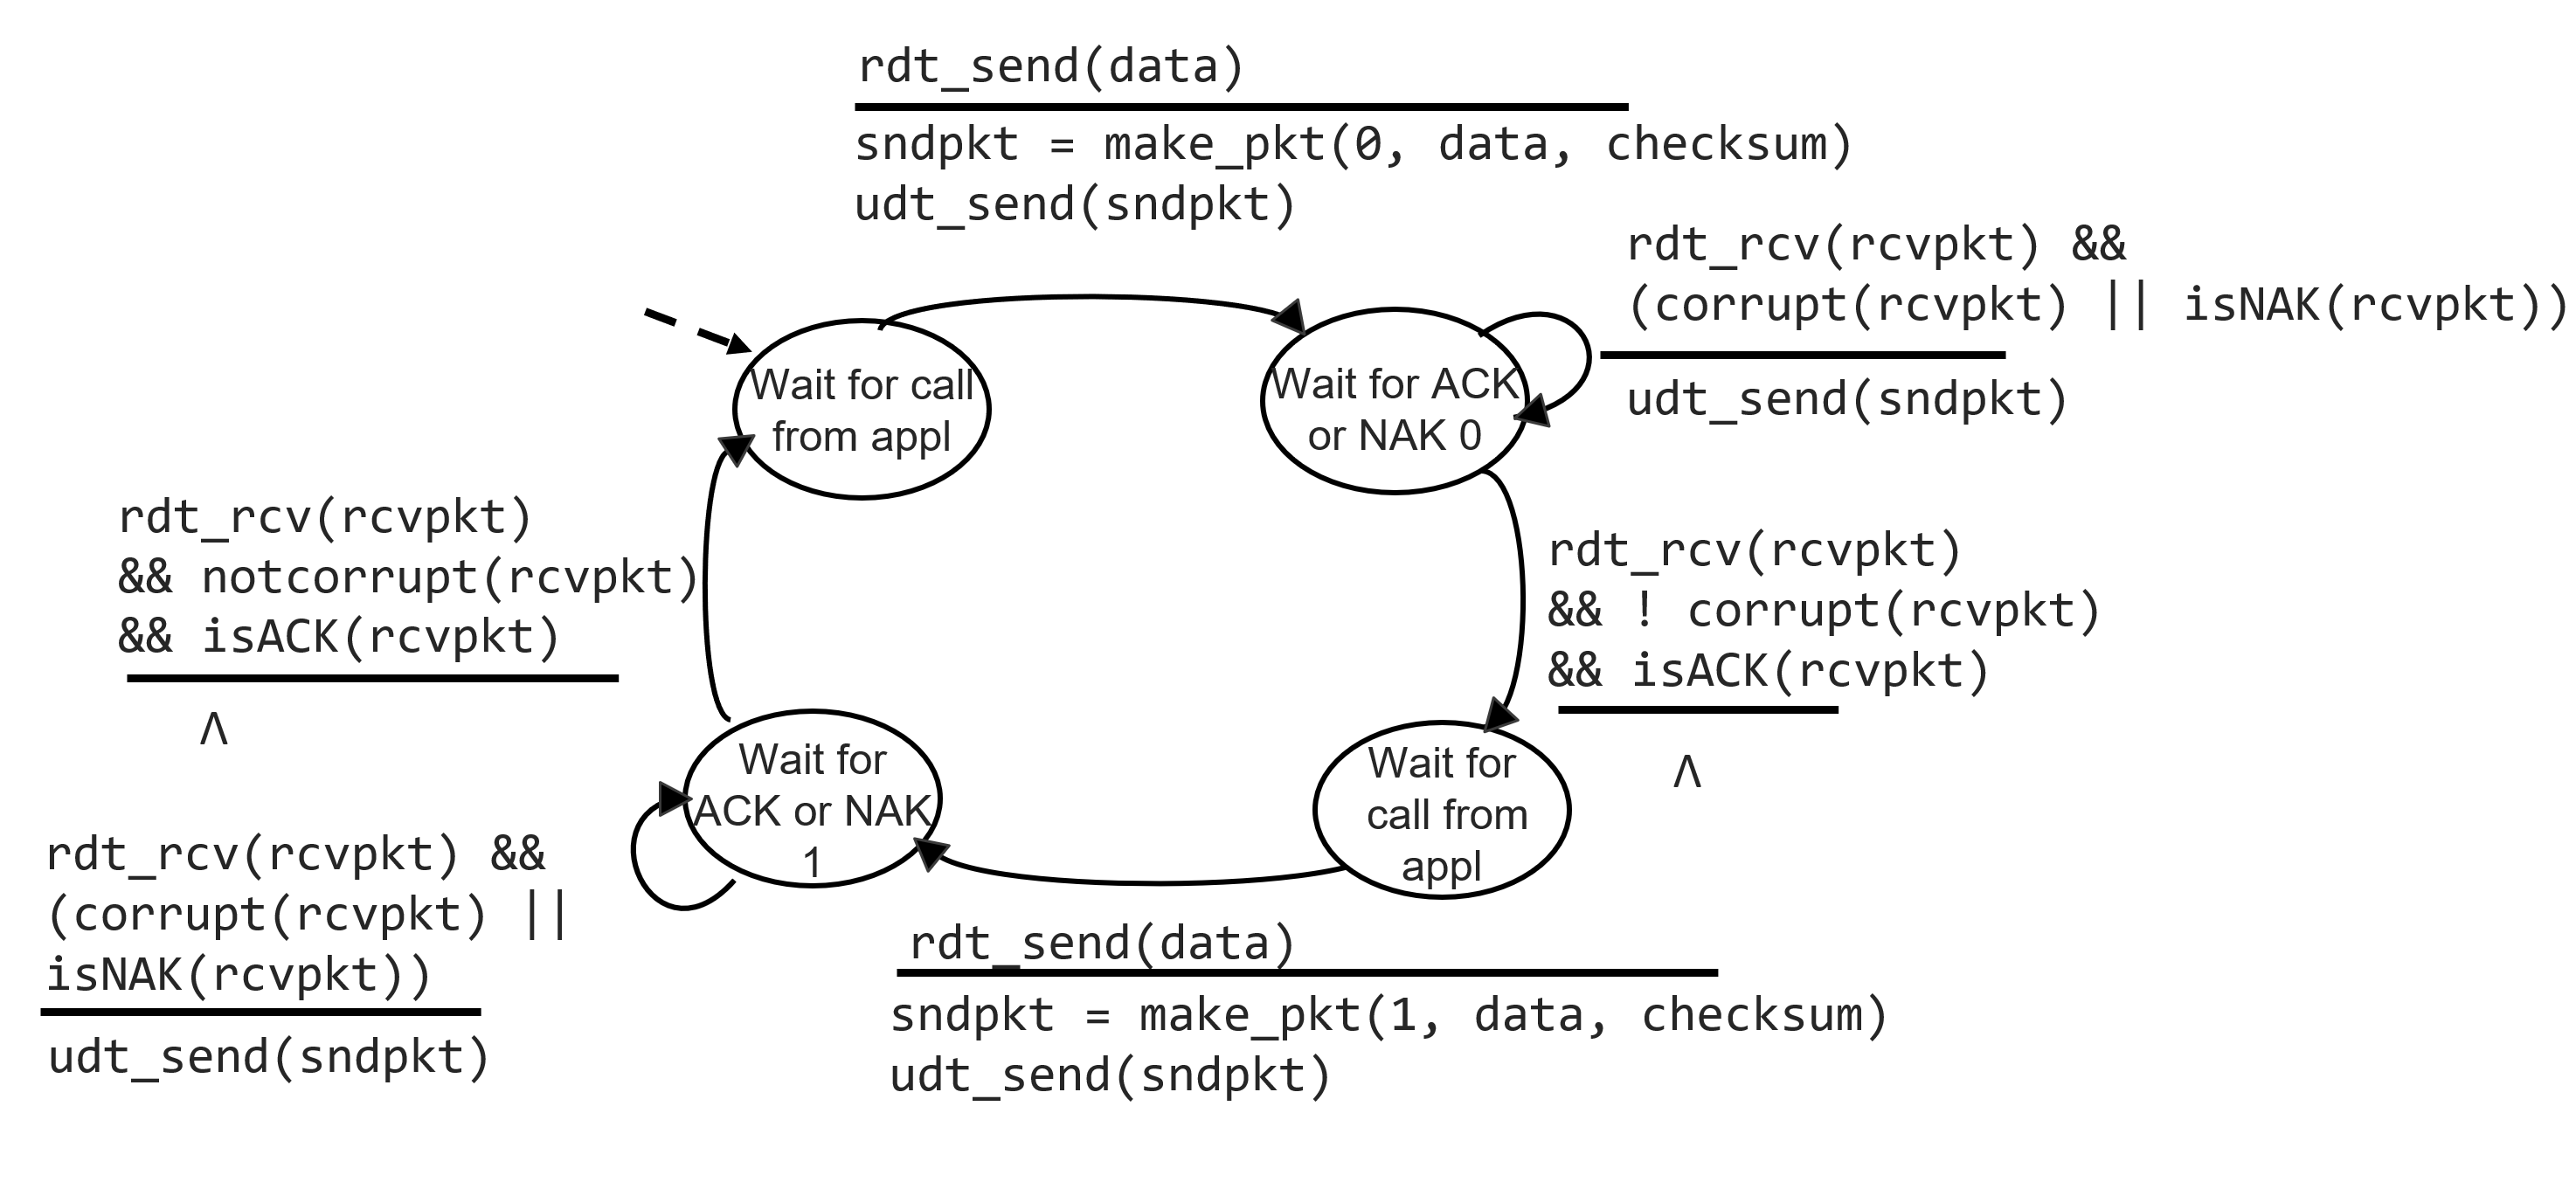 rdt_send(data)
sndpkt = make_pkt(0, data, checksum)
udt_send(sndpkt)
rdt_rcv(rcvpkt) &&
(corrupt(rcvpkt) || isNAK(rcvpkt))
udt_send(sndpkt)
Wait for call
from appl
Wait for ACK
or NAK 0
rdt_rcv(rcvpkt)
&& notcorrupt(rcvpkt)
&& isACK(rcvpkt)
Λ
rdt_rcv(rcvpkt)
&& ! corrupt(rcvpkt)
&& isACK(rcvpkt)
Λ
Wait for
ACK or NAK
1
Wait for
call from
appl
rdt_rcv(rcvpkt) &&
(corrupt(rcvpkt) ||
isNAK(rcvpkt))
udt_send(sndpkt)
rdt_send(data)
sndpkt = make_pkt(1, data, checksum)
udt_send(sndpkt)